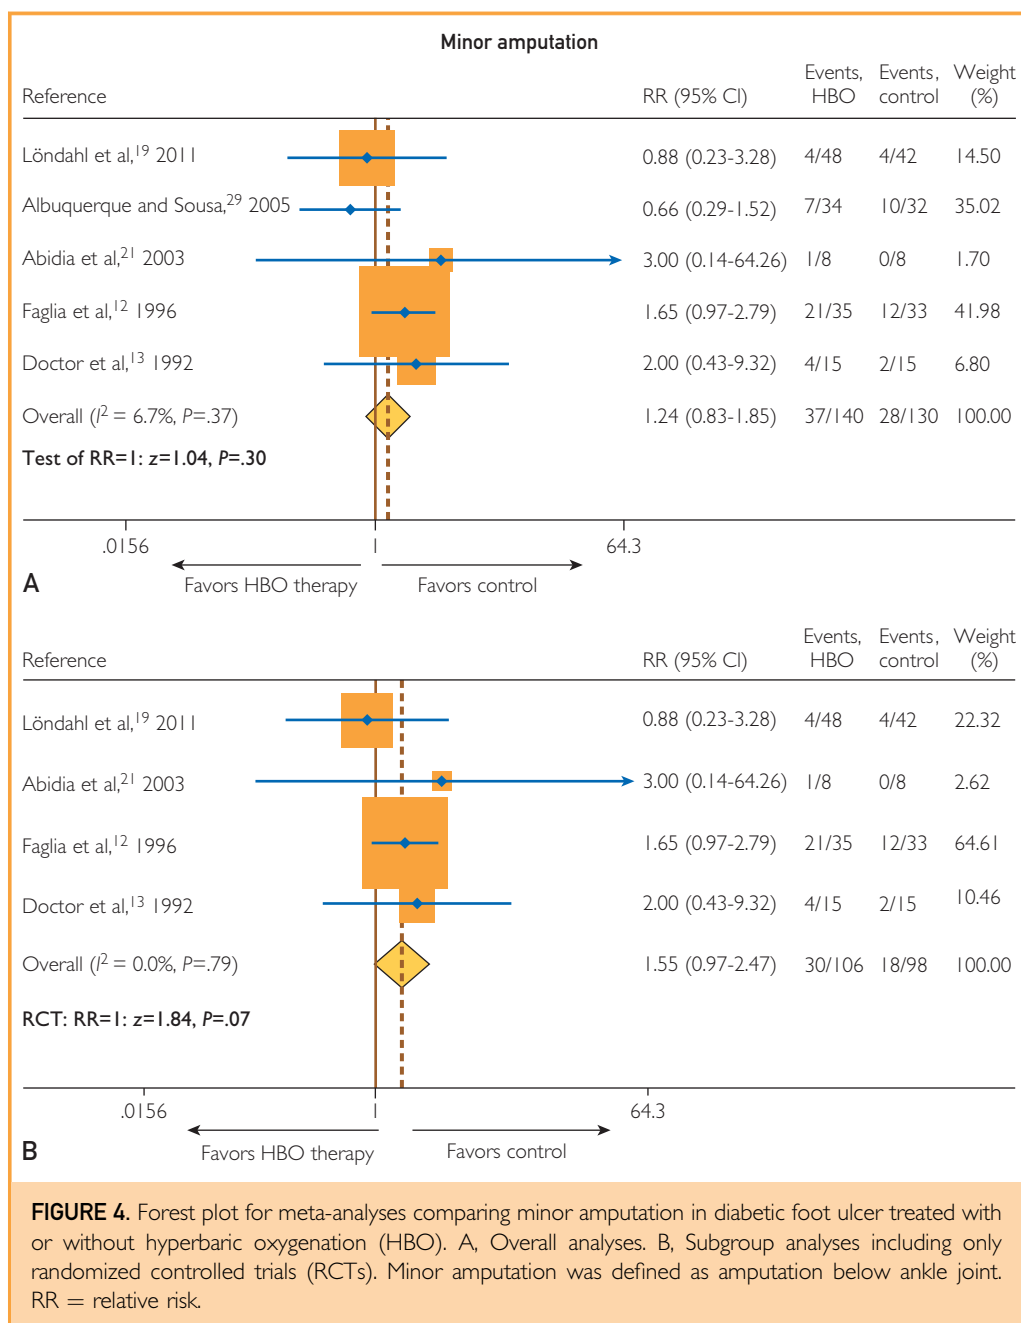 Minor amputation
Reference RR (95% CI) Events, HBO Events, control Weight (%)
Löndahl et al,19 2011 0.88 (0.23-3.28) 4/48 4/42 14.50
Albuquerque and Sousa,29 2005 0.66 (0.29-1.52) 7/34 10/32 35.02
Abidia et al,21 2003 3.00 (0.14-64.26) 1/8 0/8 1.70
Faglia et al,12 1996 1.65 (0.97-2.79) 21/35 12/33 41.98
Doctor et al,13 1992 2.00 (0.43-9.32) 4/15 2/15 6.80
Overall (I2 = 6.7%, P=.37) 1.24 (0.83-1.85) 37/140 28/130 100.00
Test of RR=1: z=1.04, P=.30
.0156 1 64.3
Favors HBO therapy Favors control
A
Reference RR (95% CI) Events, HBO Events, control Weight (%)
Löndahl et al,19 2011 0.88 (0.23-3.28) 4/48 4/42 22.32
Abidia et al,21 2003 3.00 (0.14-64.26) 1/8 0/8 2.62
Faglia et al,12 1996 1.65 (0.97-2.79) 21/35 12/33 64.61
Doctor et al,13 1992 2.00 (0.43-9.32) 4/15 2/15 10.46
Overall (I2 = 0.0%, P=.79) 1.55 (0.97-2.47) 30/106 18/98 100.00
RCT: RR=1: z=1.84, P=.07
.0156 1 64.3
Favors HBO therapy Favors control
B
FIGURE 4. Forest plot for meta-analyses comparing minor amputation in diabetic foot ulcer treated with
or without hyperbaric oxygenation (HBO). A, Overall analyses. B, Subgroup analyses including only
randomized controlled trials (RCTs). Minor amputation was defined as amputation below ankle joint.
RR = relative risk.